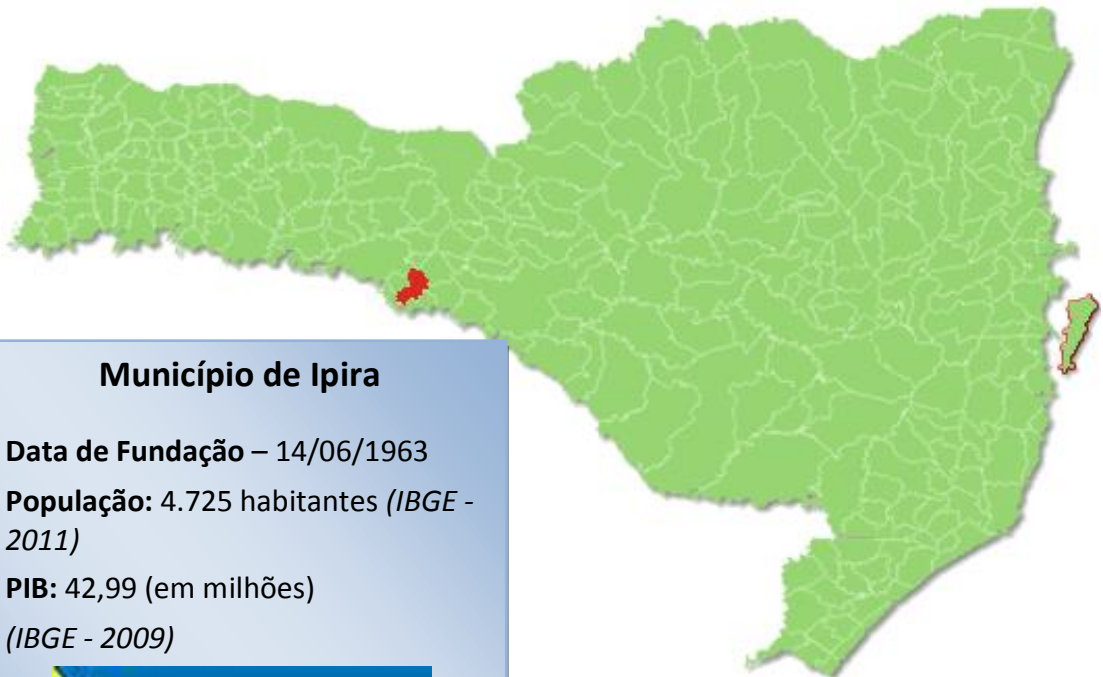 Município de Ipira
Data de Fundação – 14/06/1963
População: 4.725 habitantes (IBGE -
2011)
PIB: 42,99 (em milhões)
(IBGE - 2009)